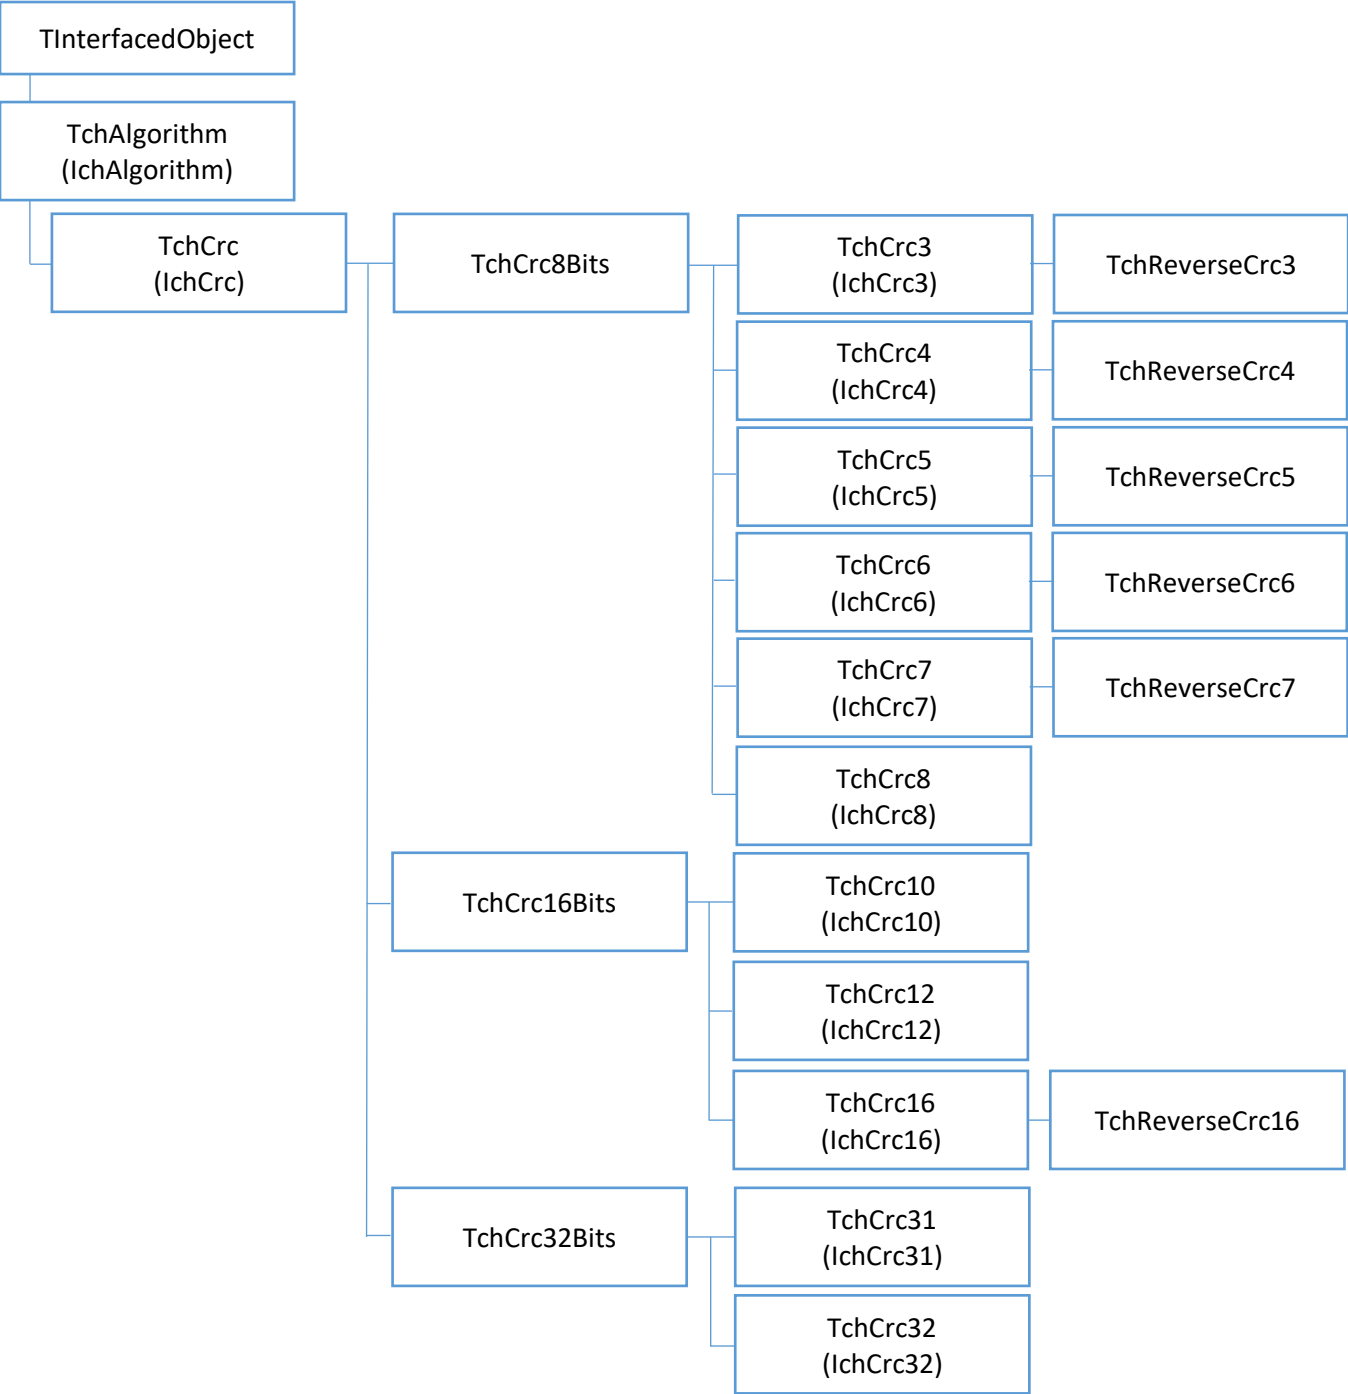 TInterfacedObject
TchAlgorithm
(IchAlgorithm)
TchCrc
(IchCrc)
TchCrc8Bits
TchCrc3
(IchCrc3)
TchReverseCrc3
TchCrc4
(IchCrc4)
TchReverseCrc4
TchCrc5
(IchCrc5)
TchReverseCrc5
TchCrc6
(IchCrc6)
TchReverseCrc6
TchCrc7
(IchCrc7)
TchReverseCrc7
TchCrc8
(IchCrc8)
TchCrc16Bits
TchCrc10
(IchCrc10)
TchCrc12
(IchCrc12)
TchCrc16
(IchCrc16)
TchReverseCrc16
TchCrc32Bits
TchCrc31
(IchCrc31)
TchCrc32
(IchCrc32)